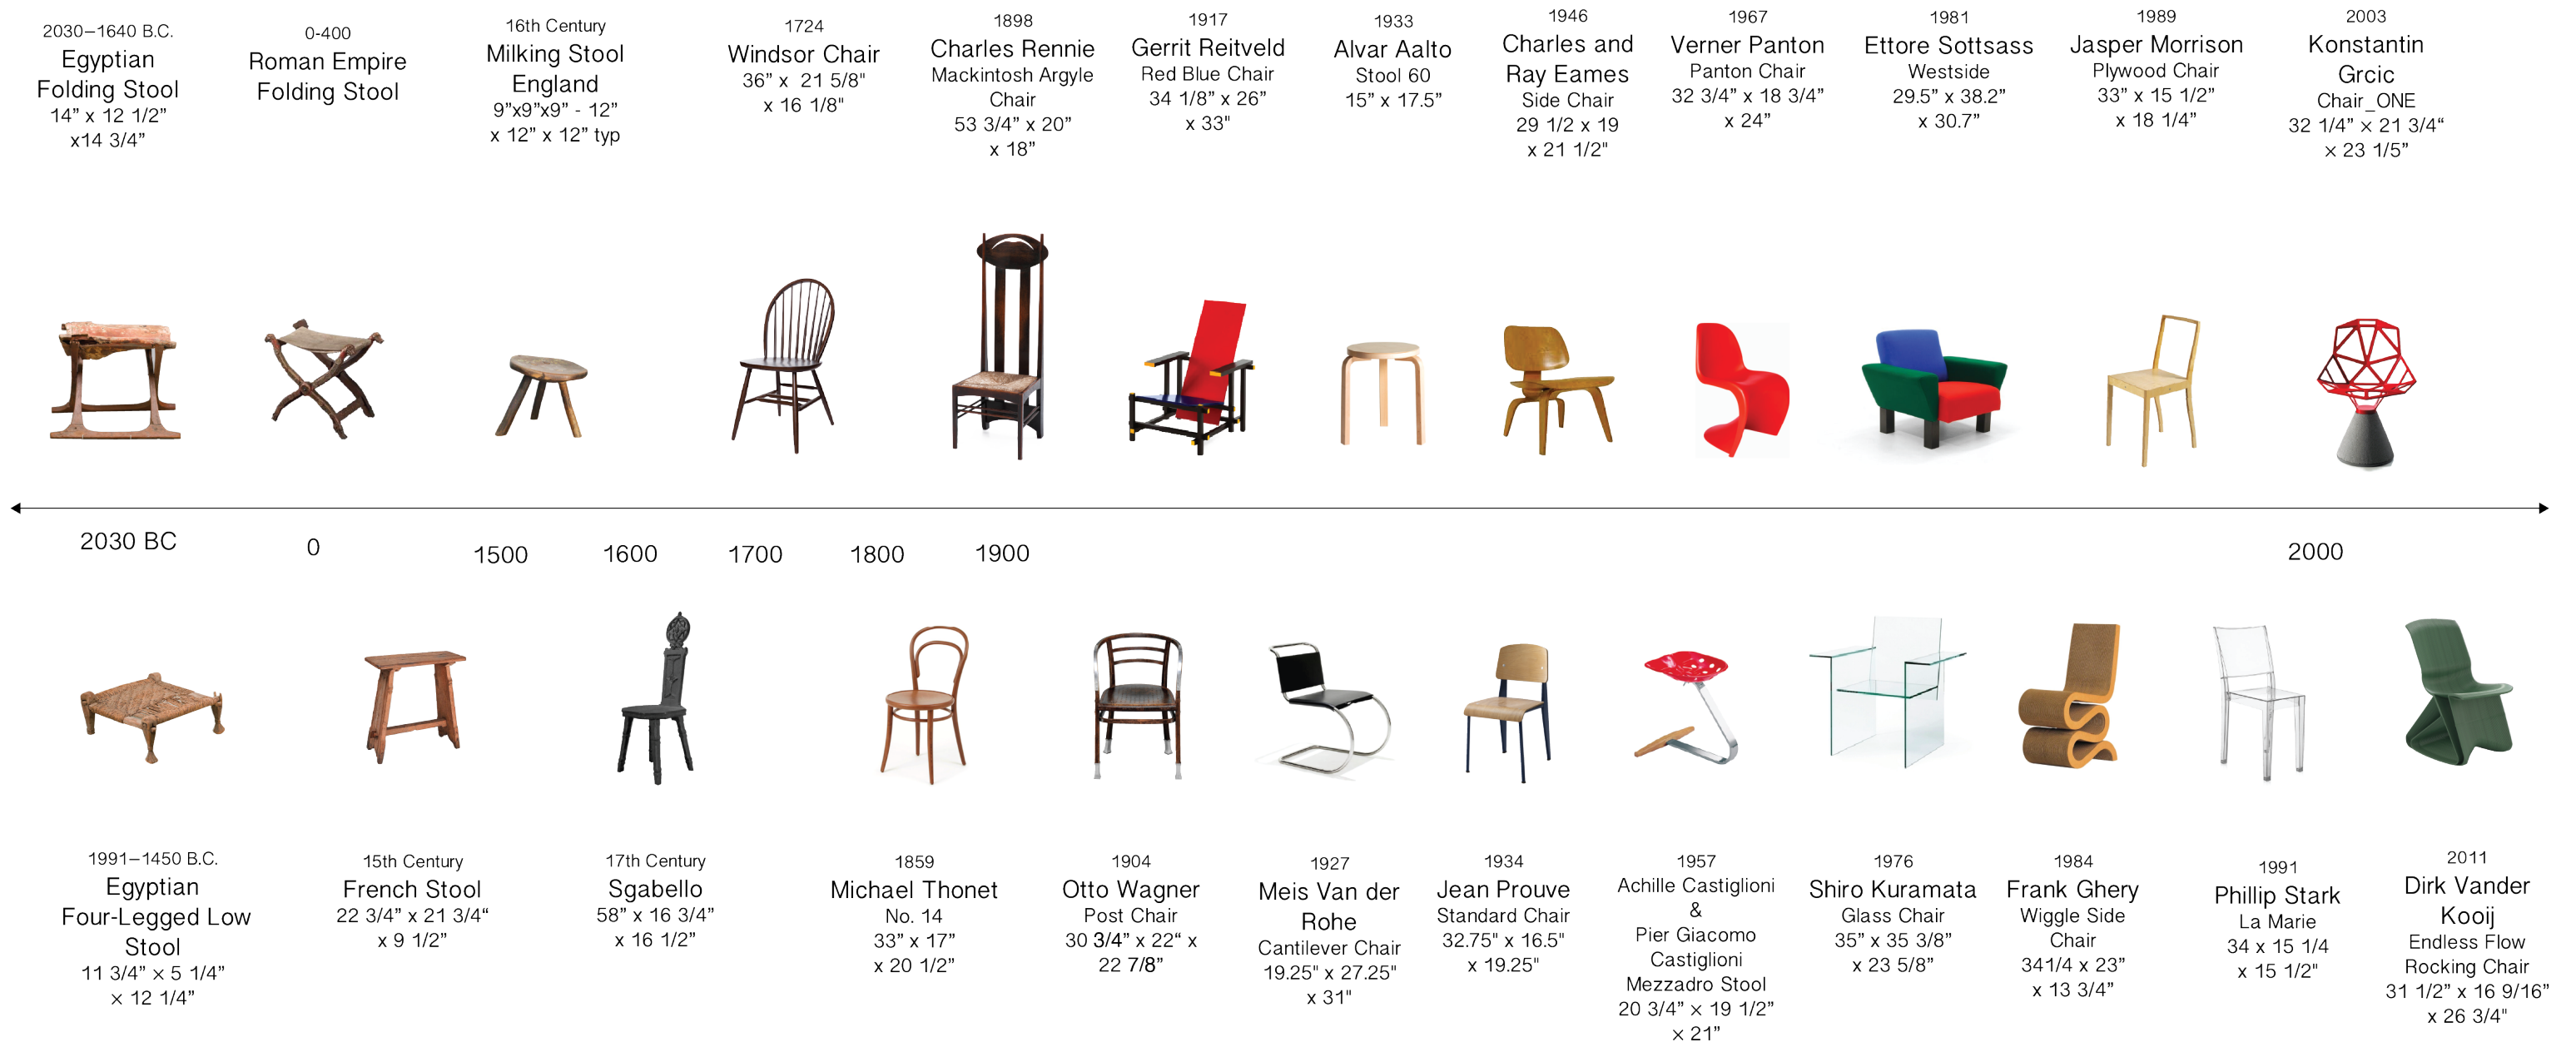 2030–1640 B.C.
Egyptian
Folding Stool
14” x 12 1/2”
x14 3/4”
0-400
Roman Empire
Folding Stool
16th Century
Milking Stool
England
9”x9”x9” - 12”
x 12” x 12” typ
1724
Windsor Chair
36” x 21 5/8"
x 16 1/8"
1898
Charles Rennie
Mackintosh Argyle
Chair
53 3/4” x 20”
x 18”
1917
Gerrit Reitveld
Red Blue Chair
34 1/8” x 26”
x 33"
1933
Alvar Aalto
Stool 60
15” x 17.5”
1946
Charles and
Ray Eames
Side Chair
29 1/2 x 19
x 21 1/2"
1967
Verner Panton
Panton Chair
32 3/4” x 18 3/4”
x 24”
1981
Ettore Sottsass
Westside
29.5” x 38.2”
x 30.7”
1989
Jasper Morrison
Plywood Chair
33” x 15 1/2”
x 18 1/4”
2003
Konstantin
Grcic
Chair_ONE
32 1/4” × 21 3/4“
× 23 1/5”
2030 BC
0
1500
1600
1700
1800
1900
2000
1991–1450 B.C.
Egyptian
Four-Legged Low
Stool
11 3/4” × 5 1/4”
× 12 1/4”
15th Century
French Stool
22 3/4” x 21 3/4“
x 9 1/2”
17th Century
Sgabello
58” x 16 3/4”
x 16 1/2”
1859
Michael Thonet
No. 14
33” x 17”
x 20 1/2”
1904
Otto Wagner
Post Chair
30 3/4” x 22“ x
22 7/8”
1927
Meis Van der
Rohe
Cantilever Chair
19.25" x 27.25"
x 31"
1934
Jean Prouve
Standard Chair
32.75" x 16.5"
x 19.25"
1957
Achille Castiglioni
&
Pier Giacomo
Castiglioni
Mezzadro Stool
20 3/4” × 19 1/2”
× 21”
1976
Shiro Kuramata
Glass Chair
35” x 35 3/8”
x 23 5/8”
1984
Frank Ghery
Wiggle Side
Chair
341/4 x 23”
x 13 3/4”
1991
Phillip Stark
La Marie
34 x 15 1/4
x 15 1/2"
2011
Dirk Vander
Kooij
Endless Flow
Rocking Chair
31 1/2” x 16 9/16”
x 26 3/4"